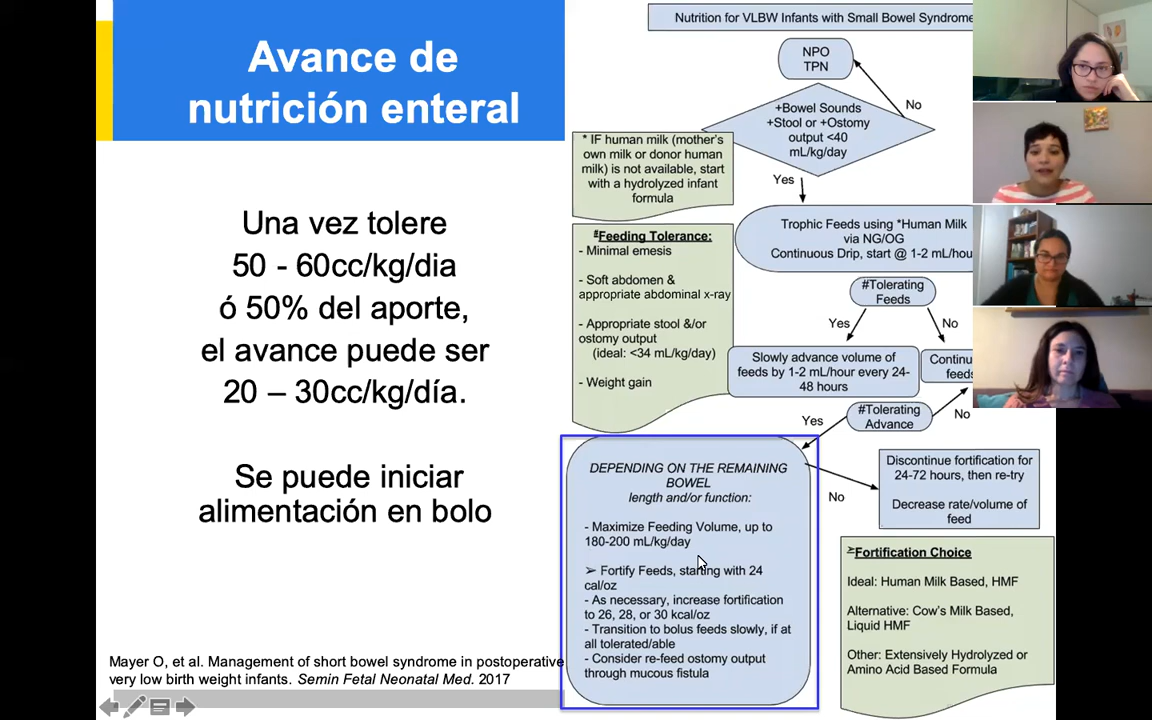 Avance de
nutrición enteral
Una vez tolere
50 - 60cc/kg/dia
ó 50% del aporte,
el avance puede ser
20 – 30cc/kg/día.
Se puede iniciar
alimentación en bolo
Mayer O, et al. Management of short bowel syndrome in postoperative
very low birth weight infants. Semin Fetal Neonatal Med. 2017
Nutrition for VLBW Infants with Small Bowel Syndrome
NPO
TPN
No
+Bowel Sounds
+Stool or +Ostomy
output <40
mL/kg/day
Yes
* IF human milk (mother's
own milk or donor human
milk) is not available, start
with a hydrolyzed infant
formula
Trophic Feeds using *Human Milk
via NG/OG
Continuous Drip, start @ 1-2 mL/hou
#Feeding Tolerance:
- Minimal emesis
- Soft abdomen &
appropriate abdominal x-ray
- Appropriate stool &/or
ostomy output
(ideal: <34 mL/kg/day)
- Weight gain
#Tolerating
Feeds
Yes
No
Slowly advance volume of
feeds by 1-2 mL/hour every 24-
48 hours
Continu
feeds
#Tolerating
Advance
Yes
No
DEPENDING ON THE REMAINING
BOWEL
length and/or function:
- Maximize Feeding Volume, up to
180-200 mL/kg/day
➢ Fortify Feeds, starting with 24
cal/oz
- As necessary, increase fortification
to 26, 28, or 30 kcal/oz
- Transition to bolus feeds slowly, if at
all tolerated/able
- Consider re-feed ostomy output
through mucous fistula
No
Discontinue fortification for
24-72 hours, then re-try
Decrease rate/volume of
feed
➢Fortification Choice
Ideal: Human Milk Based, HMF
Alternative: Cow's Milk Based,
Liquid HMF
Other: Extensively Hydrolyzed or
Amino Acid Based Formula